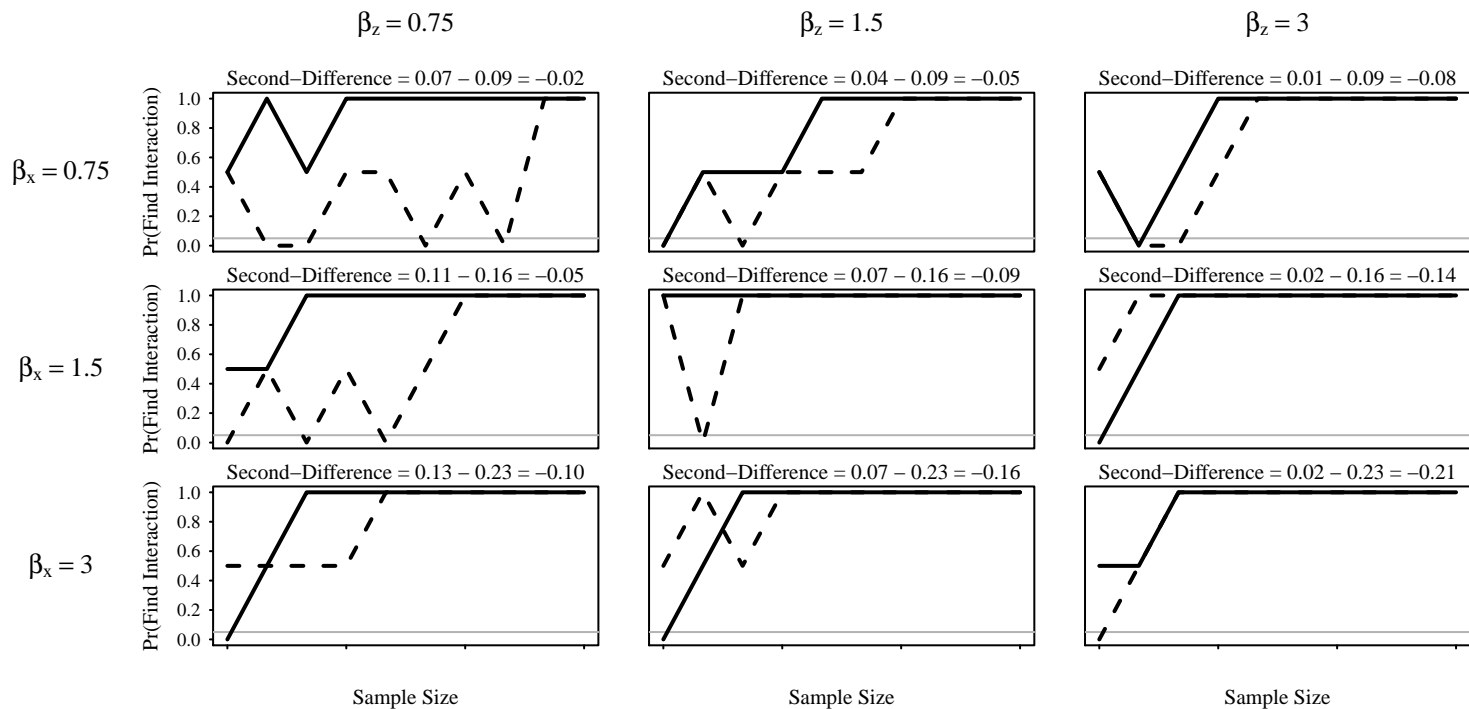 βz = 0.75
βz = 1.5
βz = 3
Second−Difference = 0.07 − 0.09 = −0.02
Second−Difference = 0.04 − 0.09 = −0.05
Second−Difference = 0.01 − 0.09 = −0.08
βx = 0.75
Pr(Find Interaction)
1.0
0.8
0.6
0.4
0.2
0.0
Second−Difference = 0.11 − 0.16 = −0.05
Second−Difference = 0.07 − 0.16 = −0.09
Second−Difference = 0.02 − 0.16 = −0.14
βx = 1.5
Pr(Find Interaction)
1.0
0.8
0.6
0.4
0.2
0.0
Second−Difference = 0.13 − 0.23 = −0.10
Second−Difference = 0.07 − 0.23 = −0.16
Second−Difference = 0.02 − 0.23 = −0.21
βx = 3
Pr(Find Interaction)
1.0
0.8
0.6
0.4
0.2
0.0
Sample Size
Sample Size
Sample Size